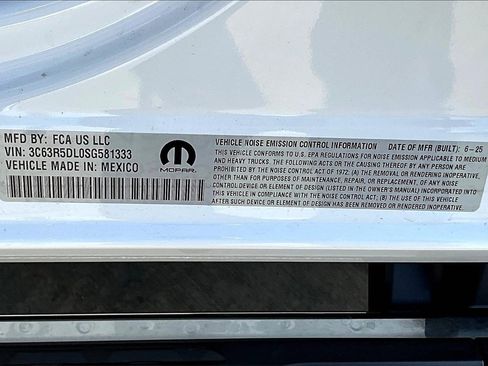 MFD BY: FCA US LLC
VIN: 3C63R5DL0SG581333
VEHICLE MADE IN: MEXICO
MOPAR.
VEHICLE NOISE EMISSION CONTROL INFORMATION DATE OF MFR (BUILT): 6-25
THIS VEHICLE CONFORMS TO U.S. EPA REGULATIONS FOR NOISE EMISSION APPLICABLE TO MEDIUM
AND HEAVY TRUCKS. THE FOLLOWING ACTS OR THE CAUSING THEREOF BY ANY PERSON ARE
PROHIBITED BY THE NOISE CONTROL ACT OF 1972: (A) THE REMOVAL OR RENDERING INOPERATIVE,
OTHER THAN FOR PURPOSES OF MAINTENANCE, REPAIR, OR REPLACEMENT, OF ANY NOISE
CONTROL DEVICE OR ELEMENT OF DESIGN (LISTED IN THE OWNER'S MANUAL) INCORPORATED INTO
THIS VEHICLE IN COMPLIANCE WITH THE NOISE CONTROL ACT; (B) THE USE OF THIS VEHICLE
AFTER SUCH DEVICE OR ELEMENT OF DESIGN HAS BEEN REMOVED OR RENDERED INOPERATIVE.